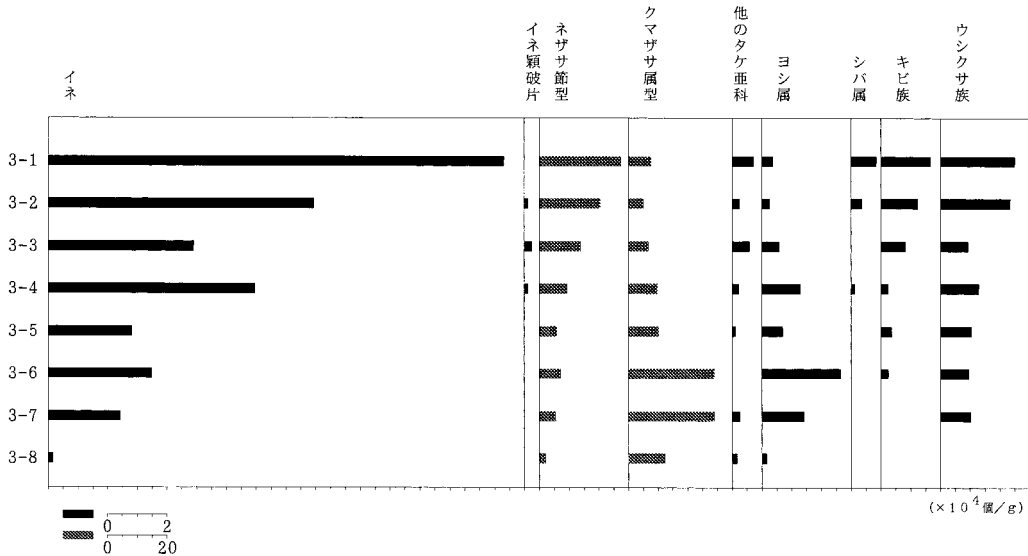 イネ
イネ穎破片
ネザサ節型
クマザサ属型
他のタケ亜科
ヨシ属
シバ属
キビ族
ウシクサ族
3-1
3-2
3-3
3-4
3-5
3-6
3-7
3-8
(×10⁴個/g)
0 2
0 20